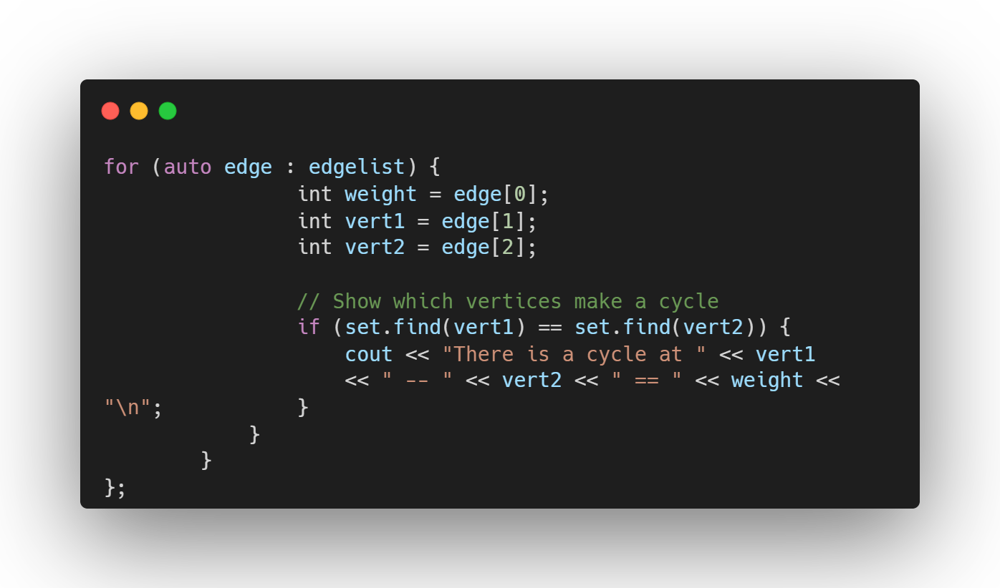 for (auto edge : edgelist) {
                int weight = edge[0];
                int vert1 = edge[1];
                int vert2 = edge[2];

                // Show which vertices make a cycle
                if (set.find(vert1) == set.find(vert2)) {
                    cout << "There is a cycle at " << vert1
                    << " -- " << vert2 << " == " << weight <<
"\n";           }
            }
        }
};